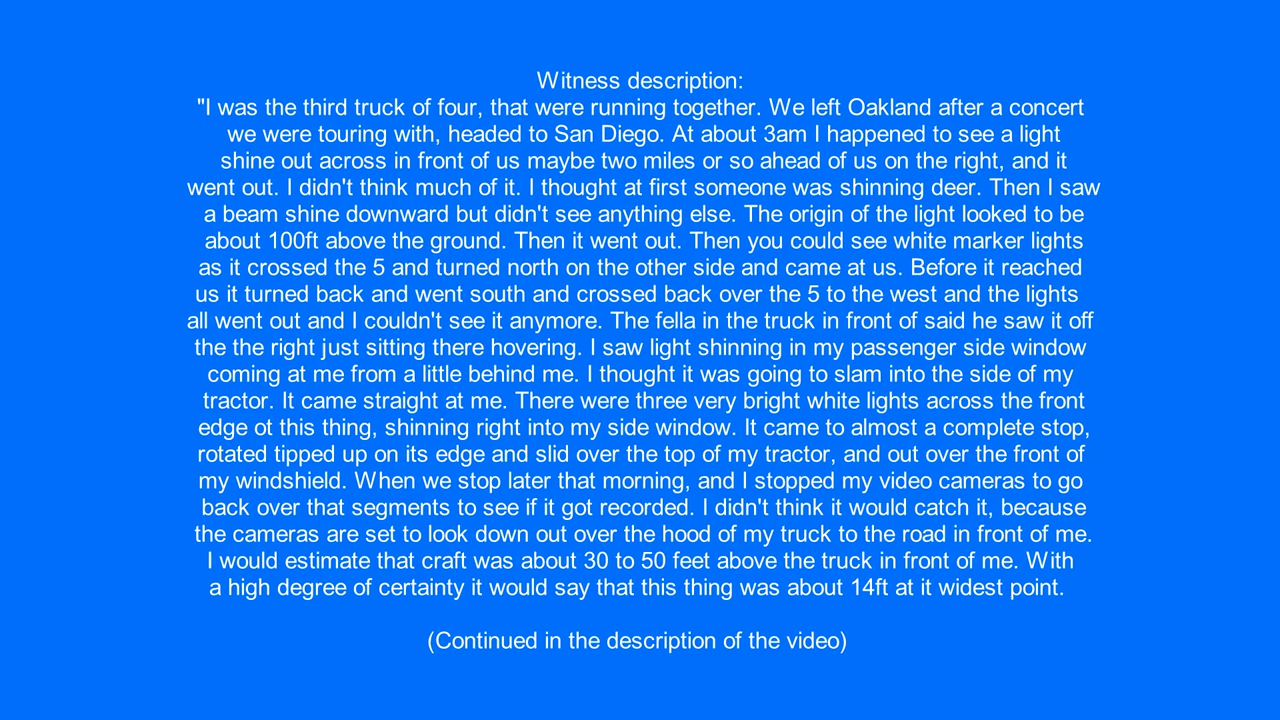 Witness description:
"I was the third truck of four, that were running together. We left Oakland after a concert
we were touring with, headed to San Diego. At about 3am I happened to see a light
shine out across in front of us maybe two miles or so ahead of us on the right, and it
went out. I didn't think much of it. I thought at first someone was shinning deer. Then I saw
a beam shine downward but didn't see anything else. The origin of the light looked to be
about 100ft above the ground. Then it went out. Then you could see white marker lights
as it crossed the 5 and turned north on the other side and came at us. Before it reached
us it turned back and went south and crossed back over the 5 to the west and the lights
all went out and I couldn't see it anymore. The fella in the truck in front of said he saw it off
the the right just sitting there hovering. I saw light shinning in my passenger side window
coming at me from a little behind me. I thought it was going to slam into the side of my
tractor. It came straight at me. There were three very bright white lights across the front
edge ot this thing, shinning right into my side window. It came to almost a complete stop,
rotated tipped up on its edge and slid over the top of my tractor, and out over the front of
my windshield. When we stop later that morning, and I stopped my video cameras to go
back over that segments to see if it got recorded. I didn't think it would catch it, because
the cameras are set to look down out over the hood of my truck to the road in front of me.
I would estimate that craft was about 30 to 50 feet above the truck in front of me. With
a high degree of certainty it would say that this thing was about 14ft at it widest point.
(Continued in the description of the video)